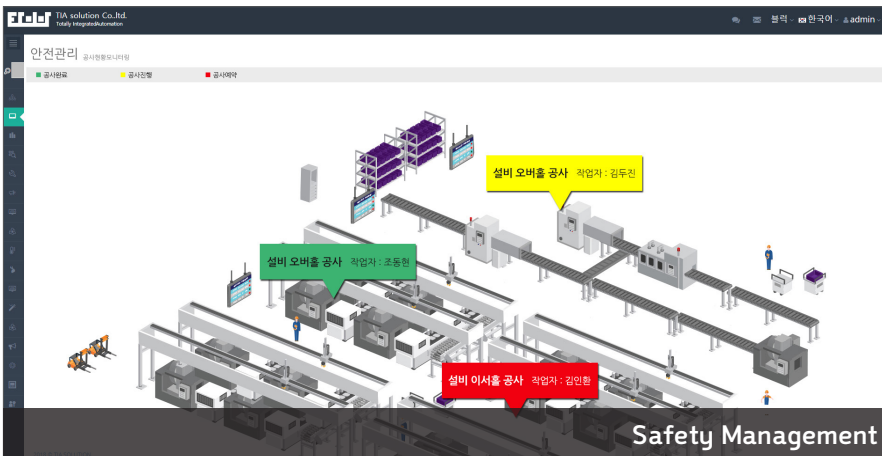 TIA solution Co.,ltd.
Totally IntegratedAutomation
블럭 한국어 admin
안전관리 공사현황모니터링
공사완료 공사진행 공사예약
설비 오버홀 공사 작업자 : 김두진
설비 오버홀 공사 작업자 : 조동현
설비 이서홀 공사 작업자 : 김인환
Safety Management